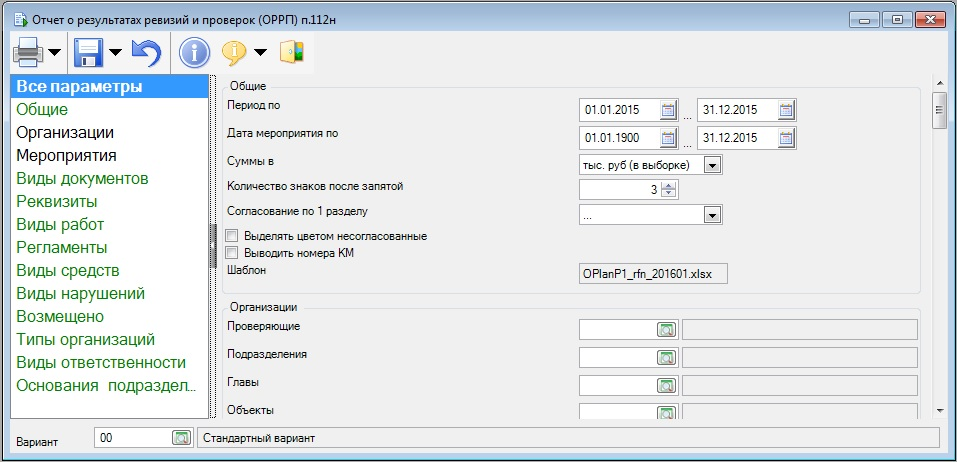 Отчет о результатах ревизий и проверок (ОРРП) п.112н
Все параметры
Общие
Организации
Мероприятия
Виды документов
Реквизиты
Виды работ
Регламенты
Виды средств
Виды нарушений
Возмещено
Типы организаций
Виды ответственности
Основания подраздел...
Общие
Период по 01.01.2015 ... 31.12.2015
Дата мероприятия по 01.01.1900 ... 31.12.2015
Суммы в тыс. руб (в выборке)
Количество знаков после запятой 3
Согласование по 1 разделу ...
Выделять цветом несогласованные
Выводить номера КМ
Шаблон OPlanP1_rfn_201601.xlsx
Организации
Проверяющие
Подразделения
Главы
Объекты
Вариант 00 Стандартный вариант